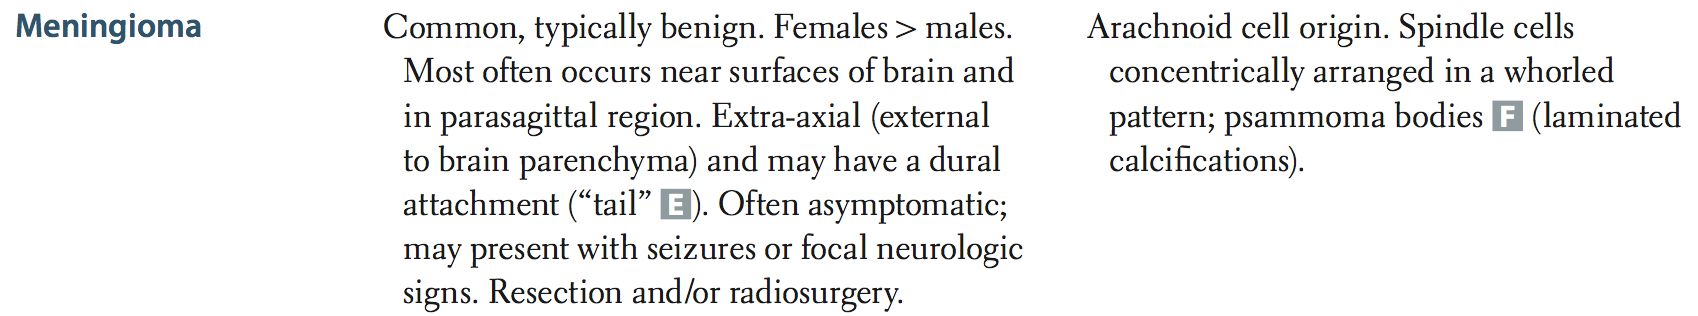 Meningioma
Common, typically benign. Females > males.
Most often occurs near surfaces of brain and
in parasagittal region. Extra-axial (external
to brain parenchyma) and may have a dural
attachment (“tail” E). Often asymptomatic;
may present with seizures or focal neurologic
signs. Resection and/or radiosurgery.
Arachnoid cell origin. Spindle cells
concentrically arranged in a whorled
pattern; psammoma bodies F (laminated
calcifications).